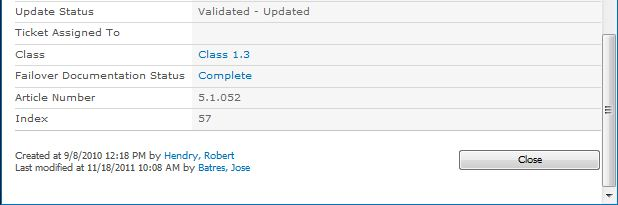 Update Status Validated - Updated
Ticket Assigned To
Class Class 1.3
Failover Documentation Status Complete
Article Number 5.1.052
Index 57
Created at 9/8/2010 12:18 PM by Hendry, Robert
Last modified at 11/18/2011 10:08 AM by Batres, Jose
Close